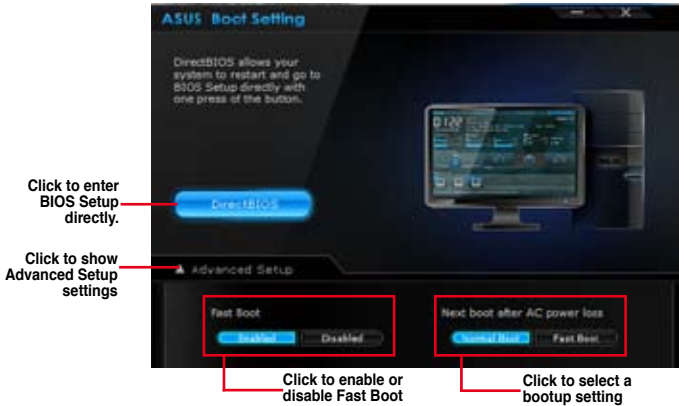 ASUS Boot Setting
DirectBIOS allows your
system to restart and go to
BIOS Setup directly with
one press of the button.
Click to enter
BIOS Setup
directly.
DirectBIOS
Click to show
Advanced Setup
settings
Advanced Setup
Fast Boot
Enabled
Disabled
Next boot after AC power loss
Normal Boot
Fast Boot
Click to enable or
disable Fast Boot
Click to select a
bootup setting